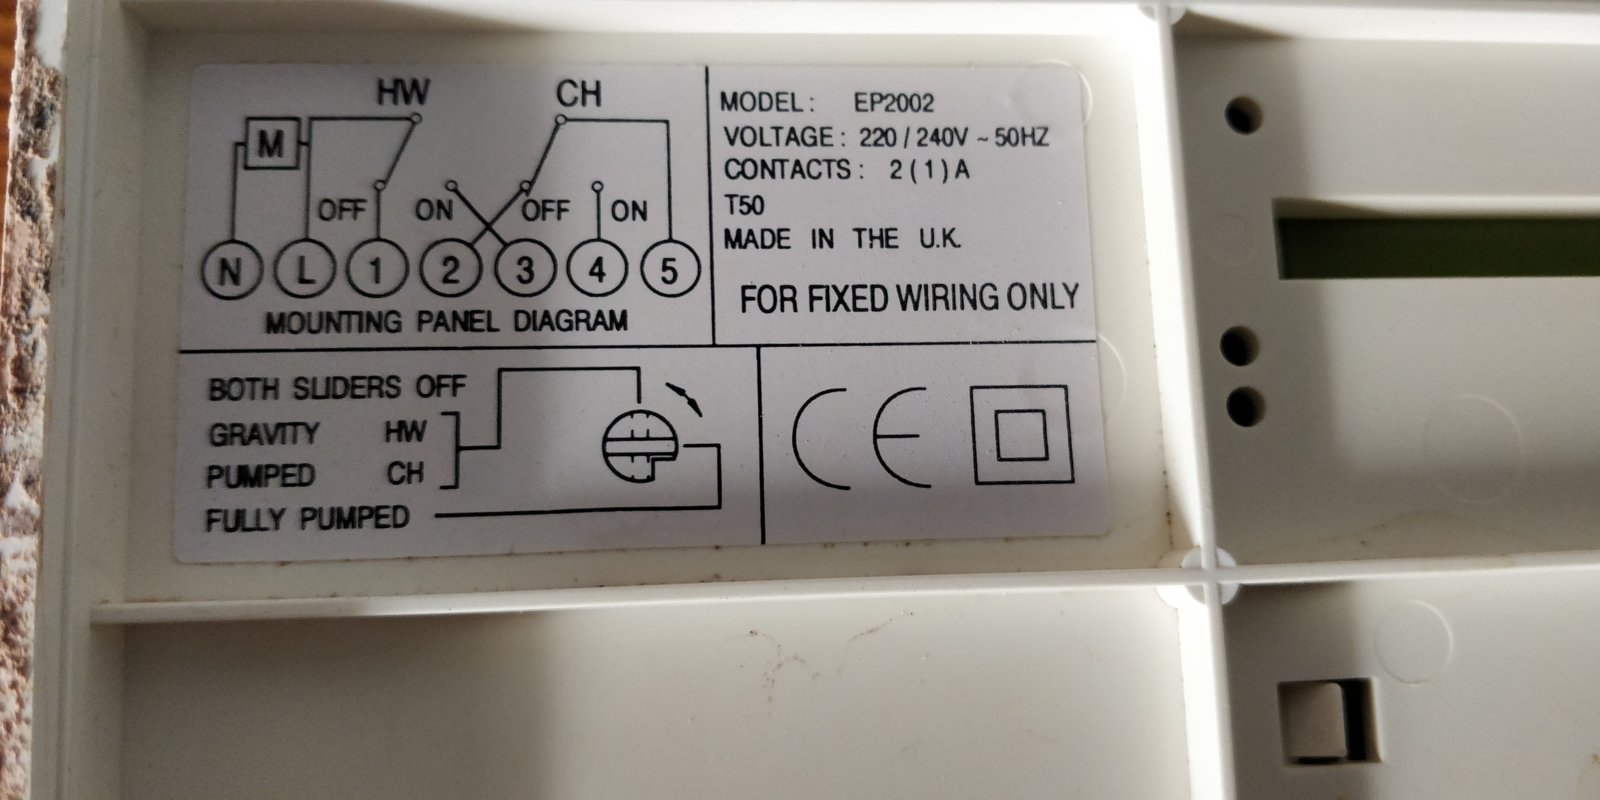 HW CH
M
OFF ON OFF ON
N L 1 2 3 4 5
MOUNTING PANEL DIAGRAM
MODEL: EP2002
VOLTAGE: 220/240V ~ 50HZ
CONTACTS: 2(1)A
T50
MADE IN THE U.K.
FOR FIXED WIRING ONLY
BOTH SLIDERS OFF
GRAVITY HW
PUMPED CH
FULLY PUMPED
CE